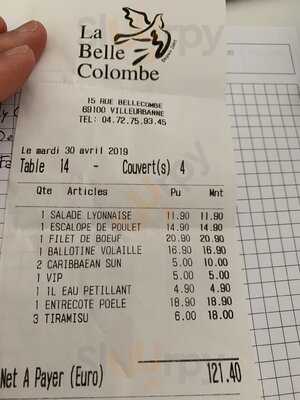 La
Belle
Colombe
15 RUE BELLECOMBE
69100 VILLEURBANNE
TEL: 04.72.75.93.45
Le mardi 30 avril 2019
Table 14 - Couvert(s) 4
Qte Articles Pu Mnt
1 SALADE LYONNAISE 11.90 11.90
1 ESCALOPE DE POULET 14.90 14.90
1 FILET DE BOEUF 20.90 20.90
1 BALLOTINE VOLAILLE 16.90 16.90
2 CARIBBAEAN SUN 5.00 10.00
1 VIP 5.00 5.00
1 1L EAU PETILLANT 4.90 4.90
1 ENTRECOTE POELE 18.90 18.90
3 TIRAMISU 6.00 18.00
Net A Payer (Euro) 121.40